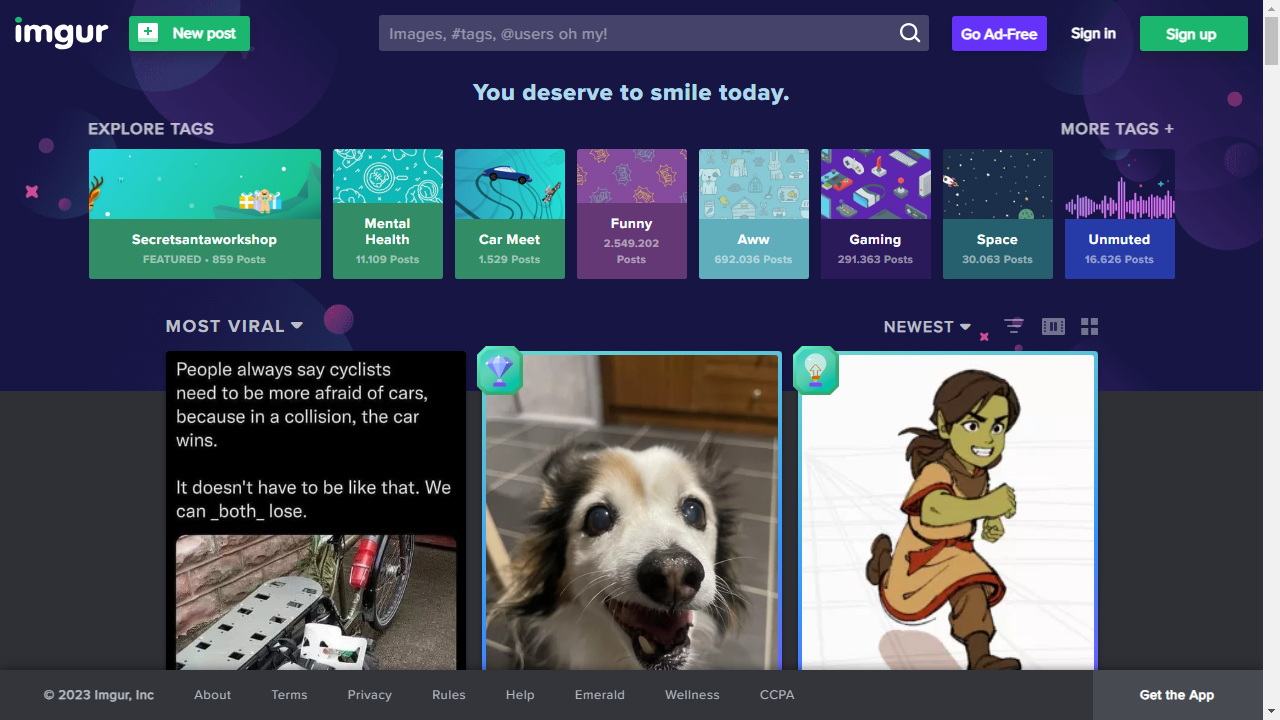 imgur
New post
Images, #tags, @users oh my!
Go Ad-Free
Sign in
Sign up
You deserve to smile today.
EXPLORE TAGS
MORE TAGS +
Secretsantaworkshop
FEATURED • 859 Posts
Mental
Health
11.109 Posts
Car Meet
1.529 Posts
Funny
2.549.202
Posts
Aww
692.036 Posts
Gaming
291.363 Posts
Space
30.063 Posts
Unmuted
16.626 Posts
MOST VIRAL
NEWEST
People always say cyclists
need to be more afraid of cars,
because in a collision, the car
wins.
It doesn't have to be like that. We
can _both_ lose.
© 2023 Imgur, Inc
About
Terms
Privacy
Rules
Help
Emerald
Wellness
CCPA
Get the App